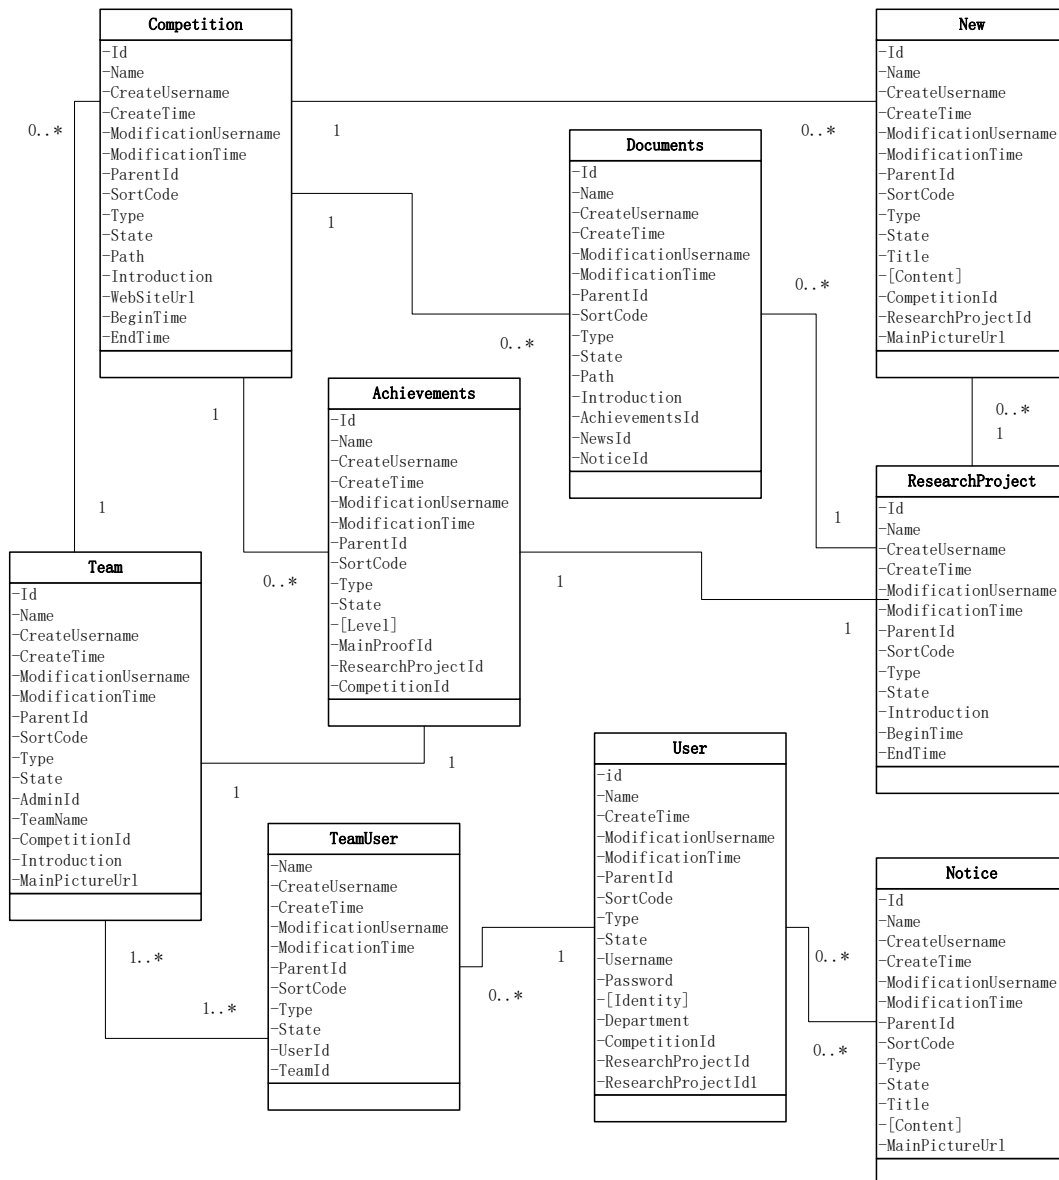 Competition
-Id
-Name
-CreateUsername
-CreateTime
-ModificationUsername
-ModificationTime
-ParentId
-SortCode
-Type
-State
-Path
-Introduction
-WebSiteUrl
-BeginTime
-EndTime
New
-Id
-Name
-CreateUsername
-CreateTime
-ModificationUsername
-ModificationTime
-ParentId
-SortCode
-Type
-State
-Title
-[Content]
-CompetitionId
-ResearchProjectId
-MainPictureUrl
0..*
1
0..*
Documents
-Id
-Name
-CreateUsername
-CreateTime
-ModificationUsername
-ModificationTime
-ParentId
-SortCode
-Type
-State
-Path
-Introduction
-AchievementsId
-NewsId
-NoticeId
1
0..*
0..*
1
0..*
1
Achievements
-Id
-Name
-CreateUsername
-CreateTime
-ModificationUsername
-ModificationTime
-ParentId
-SortCode
-Type
-State
-[Level]
-MainProofId
-ResearchProjectId
-CompetitionId
ResearchProject
-Id
-Name
-CreateUsername
-CreateTime
-ModificationUsername
-ModificationTime
-ParentId
-SortCode
-Type
-State
-Introduction
-BeginTime
-EndTime
1
1
0..*
1
1
Team
-Id
-Name
-CreateUsername
-CreateTime
-ModificationUsername
-ModificationTime
-ParentId
-SortCode
-Type
-State
-AdminId
-TeamName
-CompetitionId
-Introduction
-MainPictureUrl
1
1
User
-id
-Name
-CreateTime
-ModificationUsername
-ModificationTime
-ParentId
-SortCode
-Type
-State
-Username
-Password
-[Identity]
-Department
-CompetitionId
-ResearchProjectId
-ResearchProjectId1
TeamUser
-Name
-CreateUsername
-CreateTime
-ModificationUsername
-ModificationTime
-ParentId
-SortCode
-Type
-State
-UserId
-TeamId
Notice
-Id
-Name
-CreateUsername
-CreateTime
-ModificationUsername
-ModificationTime
-ParentId
-SortCode
-Type
-State
-Title
-[Content]
-MainPictureUrl
1..*
1..*
1
0..*
0..*
0..*